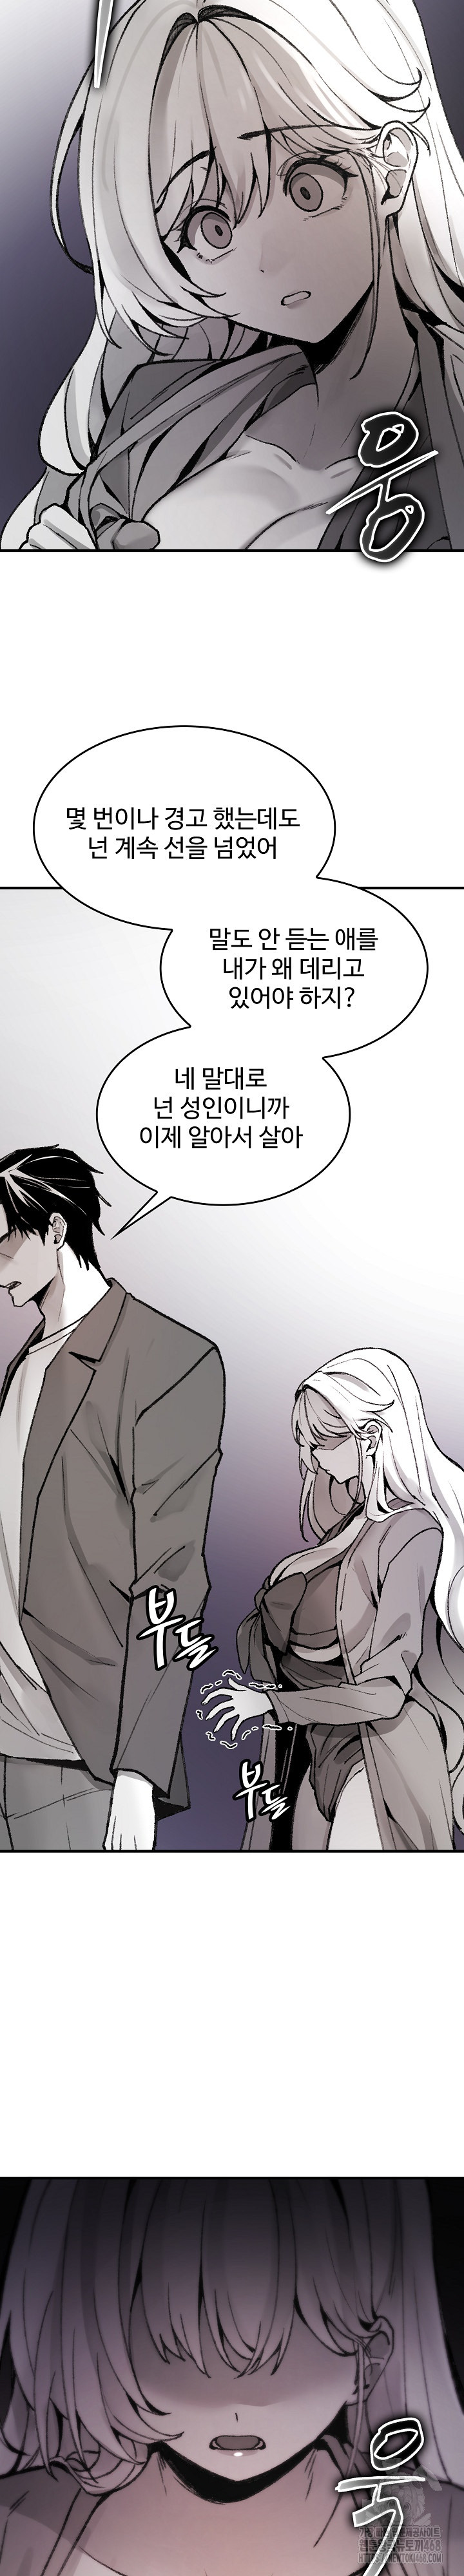 웅
몇 번이나 경고 했는데도
넌 계속 선을 넘었어
말도 안 듣는 애를
내가 왜 데리고
있어야 하지?
네 말대로
넌 성인이니까
이제 알아서 살아
부들
부들
욱